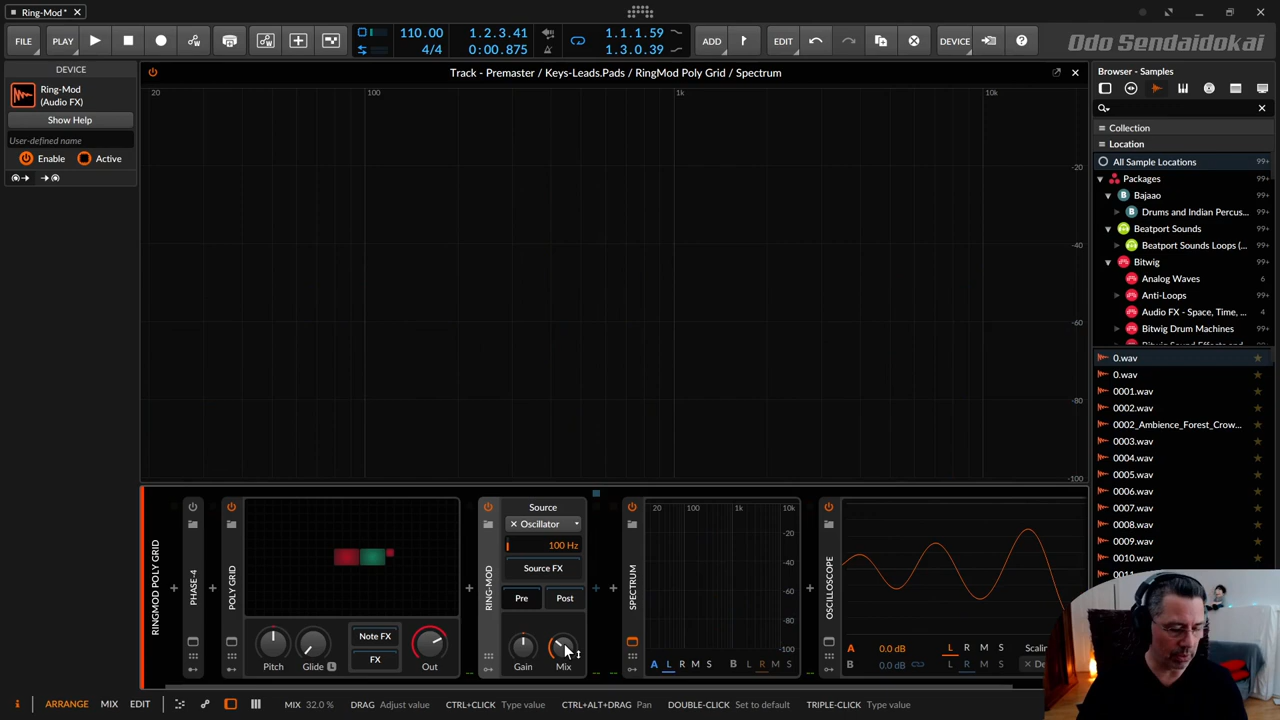 Ring-Mod*
FILE
PLAY
110.00
4/4
1.2.3.41
0:00.875
1.1.1.59
1.3.0.39
ADD
EDIT
DEVICE
Odo Sendaidokai
DEVICE
Ring-Mod
(Audio FX)
Show Help
User-defined name
Enable
Active
Track - Premaster / Keys-Leads.Pads / RingMod Poly Grid / Spectrum
20
100
1k
10k
-20
-40
-60
-80
-100
Browser - Samples
Collection
Location
All Sample Locations 99+
Packages 99+
Bajaao 99+
Drums and Indian Percus... 99+
Beatport Sounds 99+
Beatport Sounds Loops (... 99+
Bitwig 99+
Analog Waves 6
Anti-Loops 99+
Audio FX - Space, Time, ... 4
Bitwig Drum Machines 99+
0.wav
0.wav
0001.wav
0002.wav
0002_Ambience_Forest_Crow...
0003.wav
0004.wav
0005.wav
0006.wav
0007.wav
0008.wav
0009.wav
0010.wav
RINGMOD POLY GRID
PHASE-4
POLY GRID
Pitch
Glide L
Note FX
FX
Out
RING-MOD
Source
Oscillator
100 Hz
Source FX
Pre
Post
Gain
Mix
SPECTRUM
20
100
1k
10k
-20
-40
-60
-80
-100
A L R M S
B L R M S
OSCILLOSCOPE
A 0.0 dB
B 0.00 dB
L R M S
L R M S
ARRANGE
MIX
EDIT
MIX 32.0 %
DRAG Adjust value
CTRL+CLICK Type value
CTRL+ALT+DRAG Pan
DOUBLE-CLICK Set to default
TRIPLE-CLICK Type value